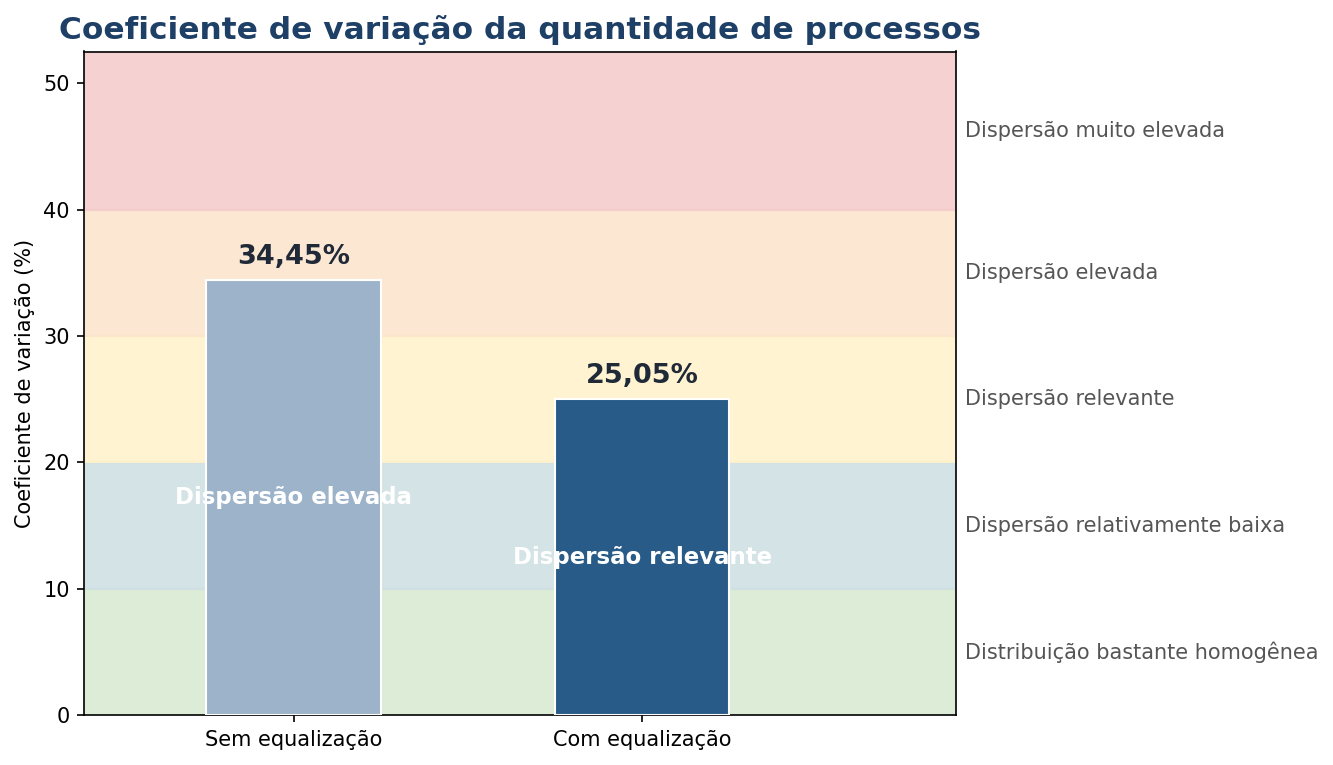 Coeficiente de variação da quantidade de processos
Coeficiente de variação (%)
50
40
30
20
10
0
34,45%
25,05%
Dispersão elevada
Dispersão relevante
Sem equalização
Com equalização
Dispersão muito elevada
Dispersão elevada
Dispersão relevante
Dispersão relativamente baixa
Distribuição bastante homogênea